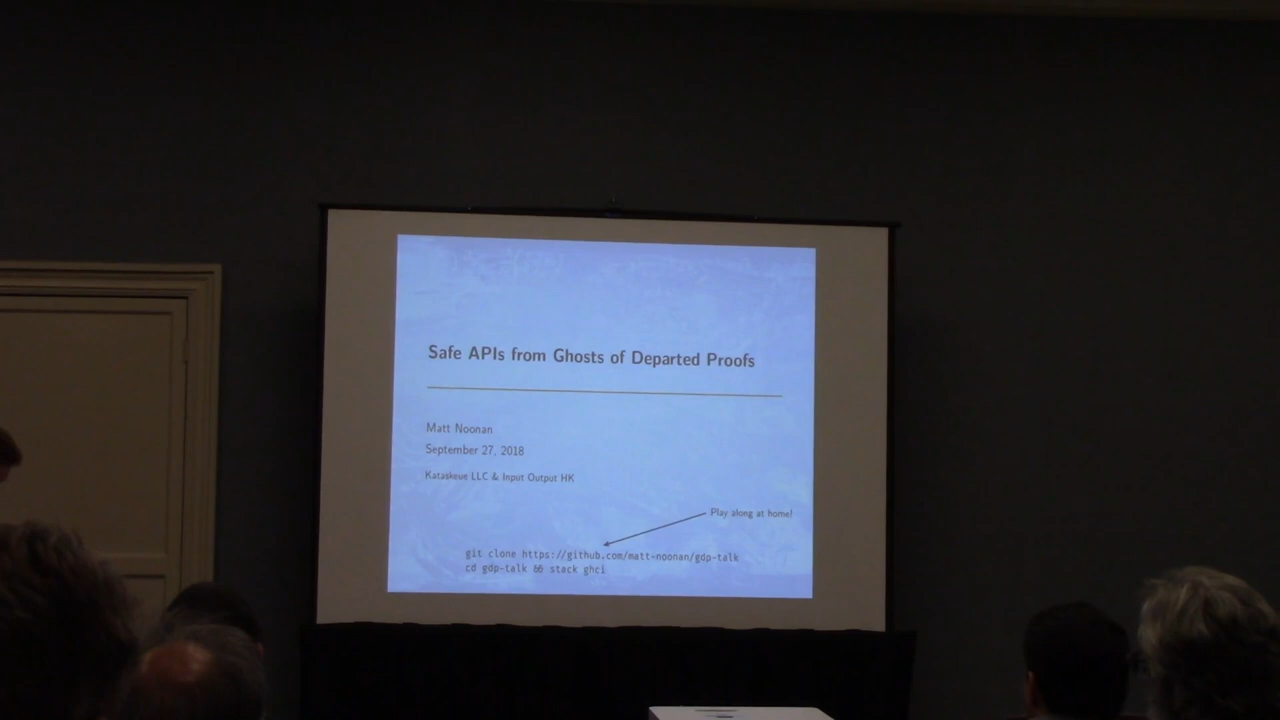 Safe APIs from Ghosts of Departed Proofs
Matt Noonan
September 27, 2018
Kataskeue LLC & Input Output HK
Play along at home!
git clone https://github.com/matt-noonan/gdp-talk
cd gdp-talk && stack ghci